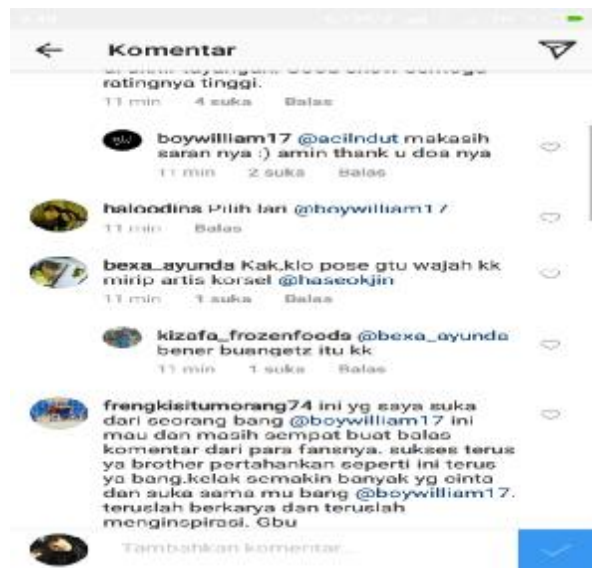 Komentar
ratingnya tinggi.
11 min 4 suka Balas
boywilliam17 @acilndut makasih
saran nya :) amin thank u doa nya
11 min 2 suka Balas
haloodins Pilih lari @boywilliam17
11 min Balas
bexa_ayunda Kak,klo pose gtu wajah kk
mirip artis korsel @haseokjin
11 min 1 suka Balas
kizafa_frozenfoods @bexa_ayunda
bener buangetz itu kk
11 min 1 suka Balas
frengkisitumorang74 ini yg saya suka
dari seorang bang @boywilliam17 ini
mau dan masih sempat buat balas
komentar dari para fansnya. sukses terus
ya brother pertahankan seperti ini terus
ya bang.kelak semakin banyak yg cinta
dan suka sama mu bang @boywilliam17.
teruslah berkarya dan teruslah
menginspirasi. Gbu
Tambahkan komentar...